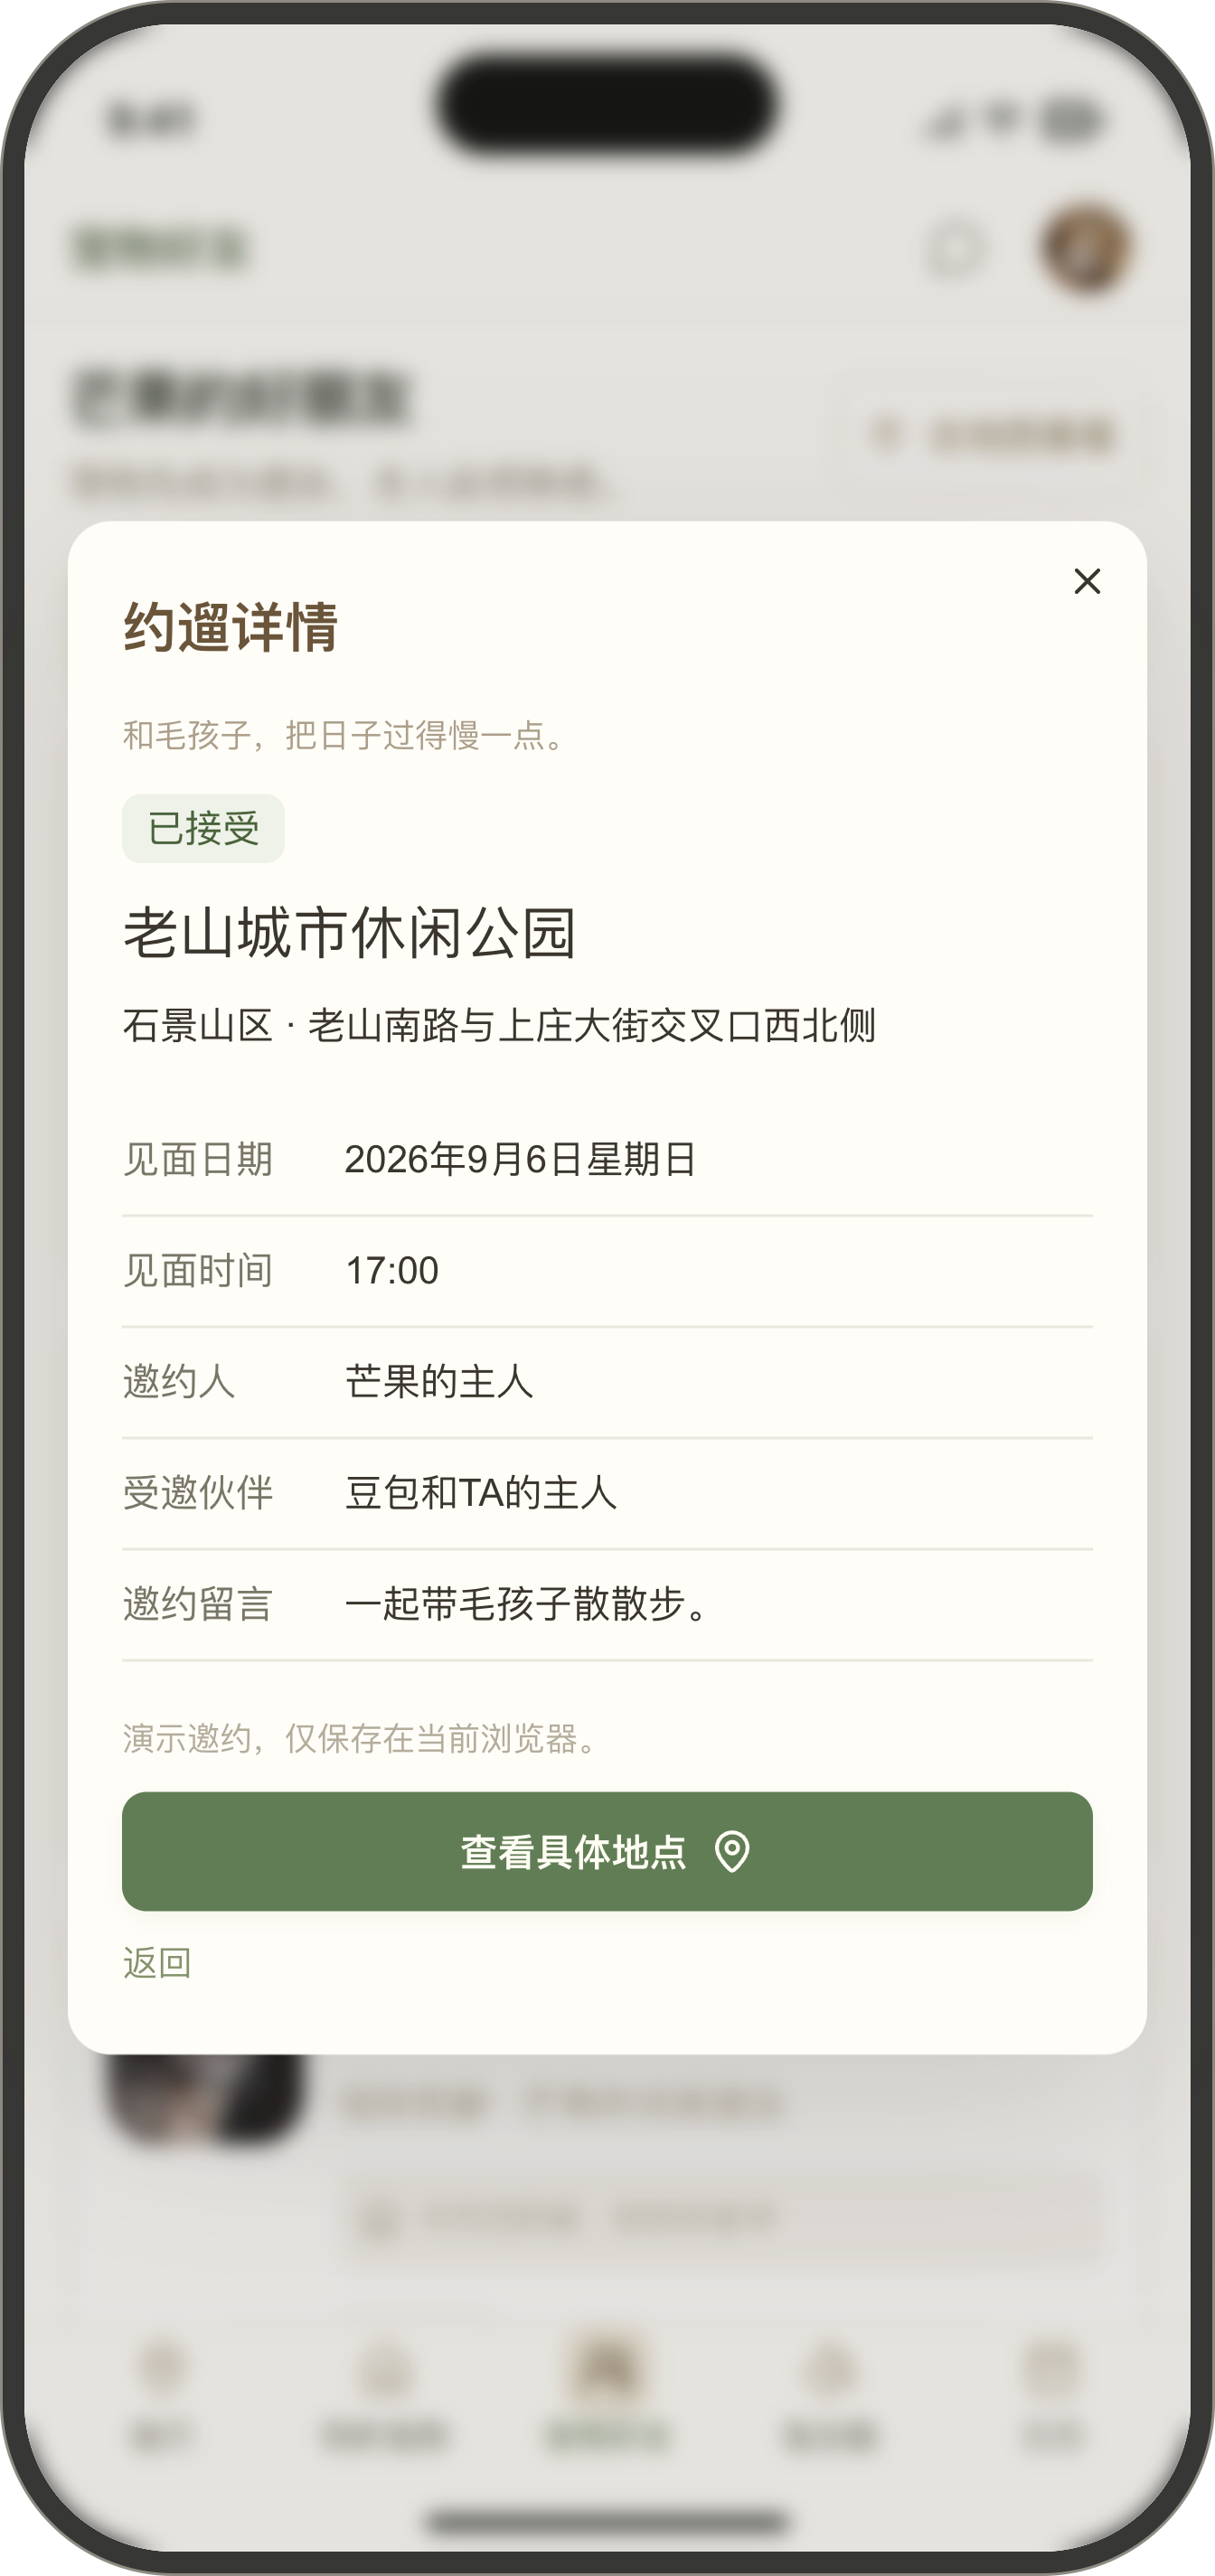 芒果的好朋友
约遛详情
和毛孩子，把日子过得慢一点。
已接受
老山城市休闲公园
石景山区 · 老山南路与上庄大街交叉口西北侧
见面日期 2026年9月6日星期日
见面时间 17:00
邀约人 芒果的主人
受邀伙伴 豆包和TA的主人
邀约留言 一起带毛孩子散散步。
演示邀约，仅保存在当前浏览器。
查看具体地点
返回